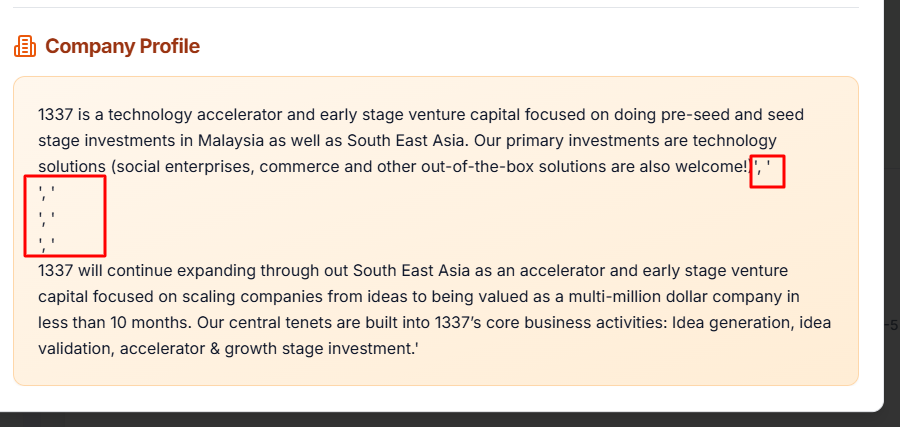 Company Profile
1337 is a technology accelerator and early stage venture capital focused on doing pre-seed and seed
stage investments in Malaysia as well as South East Asia. Our primary investments are technology
solutions (social enterprises, commerce and other out-of-the-box solutions are also welcome!)', '
', '
', '
', '
1337 will continue expanding through out South East Asia as an accelerator and early stage venture
capital focused on scaling companies from ideas to being valued as a multi-million dollar company in
less than 10 months. Our central tenets are built into 1337’s core business activities: Idea generation, idea
validation, accelerator & growth stage investment.'
-5